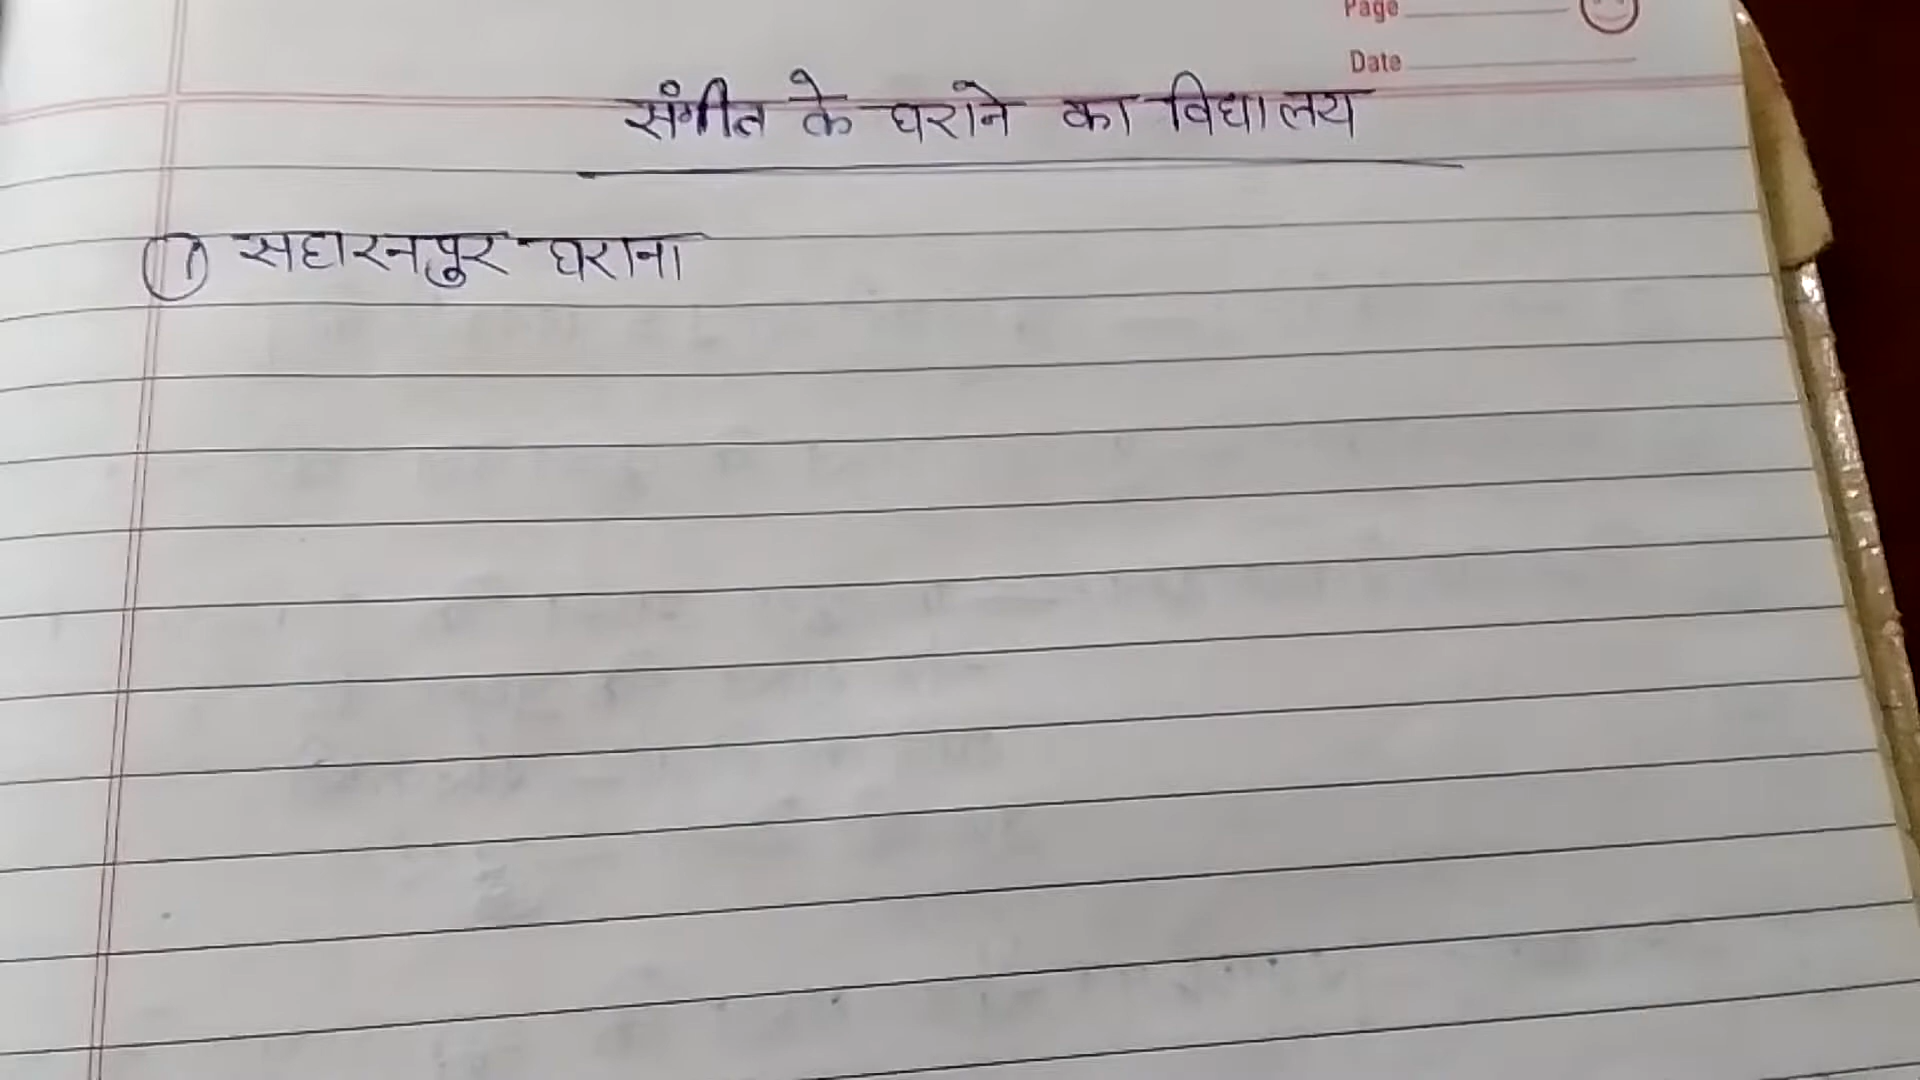 Page
Date
संगीत के घराने का विद्यालय
① सहारनपुर घराना